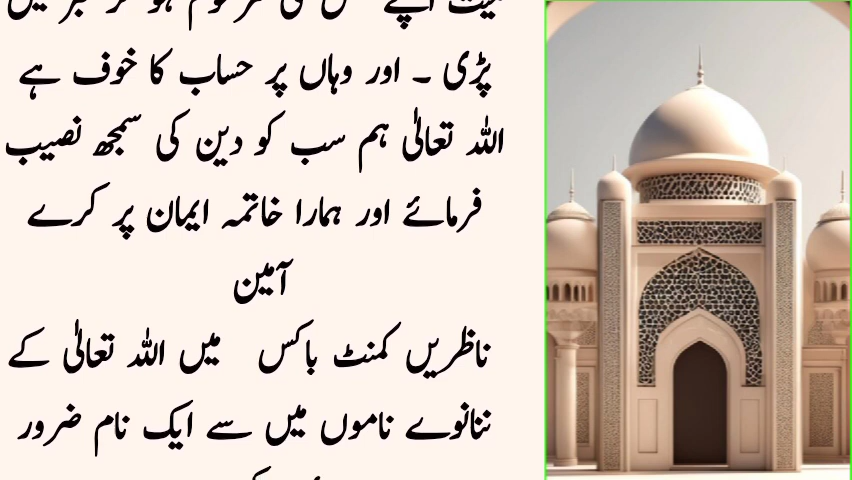 پڑی ۔ اور وہاں پر حساب کا خوف ہے
اللہ تعالیٰ ہم سب کو دین کی سمجھ نصیب
فرمائے اور ہمارا خاتمہ ایمان پر کرے
آمین
ناظریں کمنٹ باکس میں اللہ تعالیٰ کے
ننانوے ناموں میں سے ایک نام ضرور